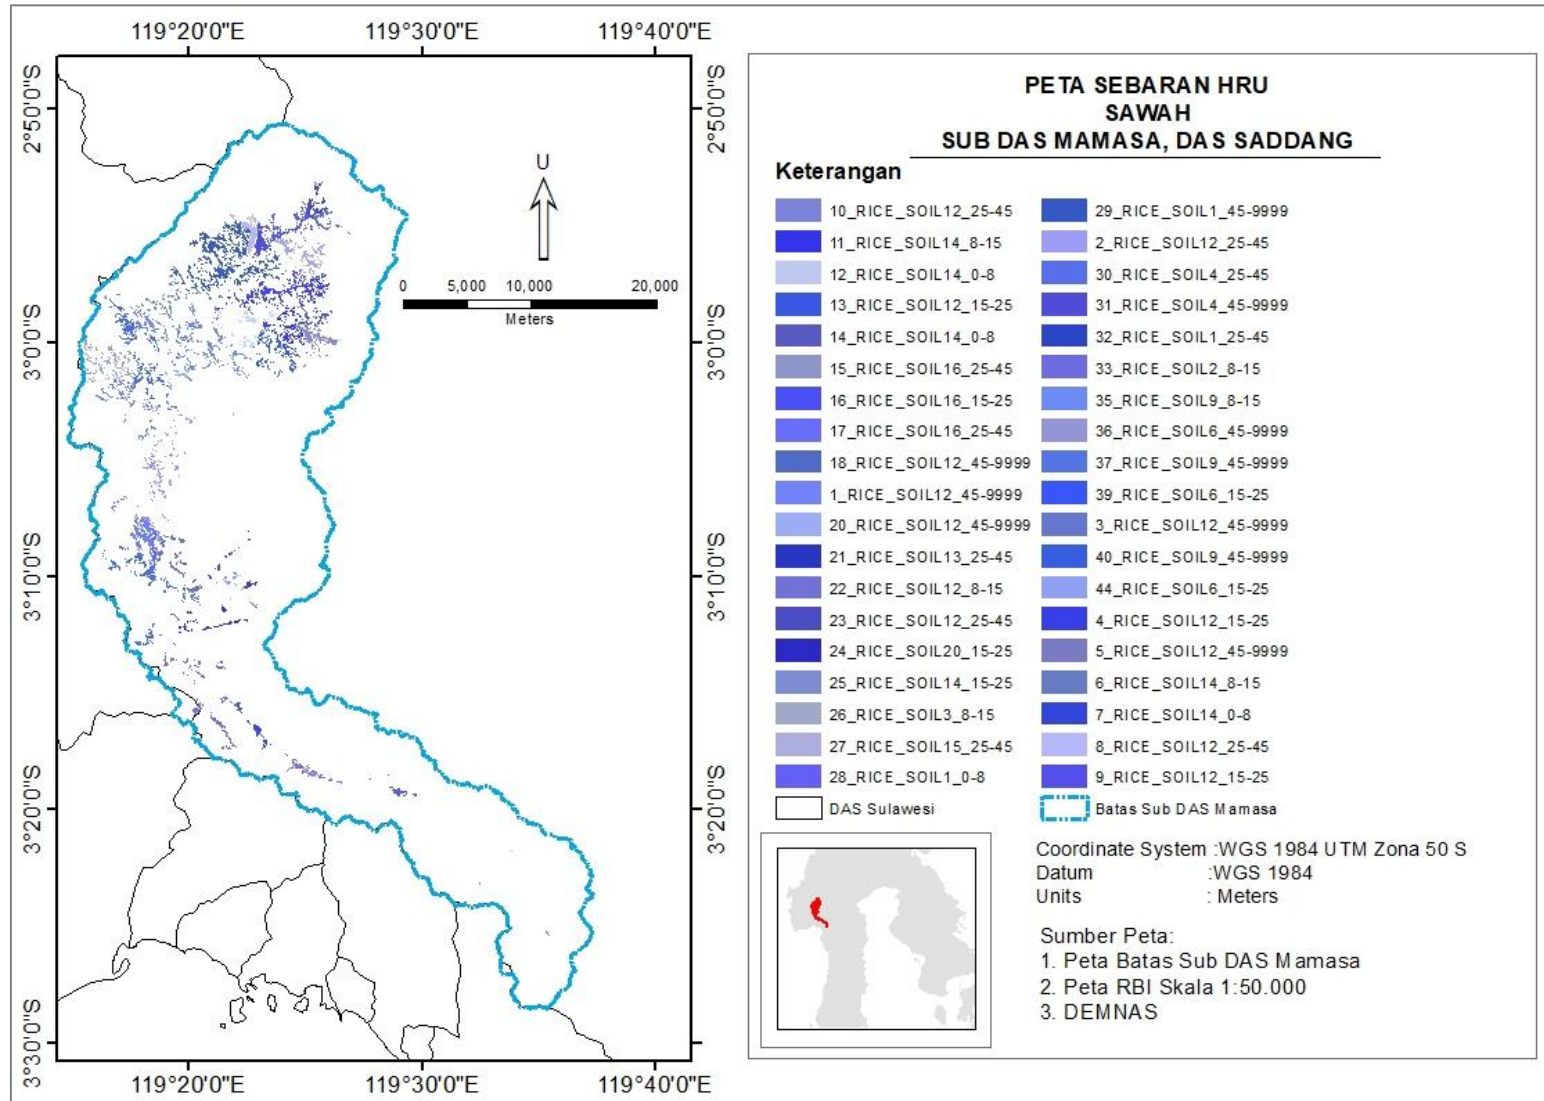 119°20'0"E 119°30'0"E 119°40'0"E
2°50'0"S 2°50'0"S
3°0'0"S 3°0'0"S
3°10'0"S 3°10'0"S
3°20'0"S 3°20'0"S
3°30'0"S 3°30'0"S
119°20'0"E 119°30'0"E 119°40'0"E
U
0 5,000 10,000 20,000
Meters
PETA SEBARAN HRU
SAWAH
SUB DAS MAMASA, DAS SADDANG
Keterangan
10_RICE_SOIL12_25-45
11_RICE_SOIL14_8-15
12_RICE_SOIL14_0-8
13_RICE_SOIL12_15-25
14_RICE_SOIL14_0-8
15_RICE_SOIL16_25-45
16_RICE_SOIL16_15-25
17_RICE_SOIL16_25-45
18_RICE_SOIL12_45-9999
1_RICE_SOIL12_45-9999
20_RICE_SOIL12_45-9999
21_RICE_SOIL13_25-45
22_RICE_SOIL12_8-15
23_RICE_SOIL12_25-45
24_RICE_SOIL20_15-25
25_RICE_SOIL14_15-25
26_RICE_SOIL3_8-15
27_RICE_SOIL15_25-45
28_RICE_SOIL1_0-8
DAS Sulawesi
29_RICE_SOIL1_45-9999
2_RICE_SOIL12_25-45
30_RICE_SOIL4_25-45
31_RICE_SOIL4_45-9999
32_RICE_SOIL1_25-45
33_RICE_SOIL2_8-15
35_RICE_SOIL9_8-15
36_RICE_SOIL6_45-9999
37_RICE_SOIL9_45-9999
39_RICE_SOIL6_15-25
3_RICE_SOIL12_45-9999
40_RICE_SOIL9_45-9999
44_RICE_SOIL6_15-25
4_RICE_SOIL12_15-25
5_RICE_SOIL12_45-9999
6_RICE_SOIL14_8-15
7_RICE_SOIL14_0-8
8_RICE_SOIL12_25-45
9_RICE_SOIL12_15-25
Batas Sub DAS Mamasa
Coordinate System :WGS 1984 UTM Zona 50 S
Datum :WGS 1984
Units : Meters
Sumber Peta:
1. Peta Batas Sub DAS Mamasa
2. Peta RBI Skala 1:50.000
3. DEMNAS